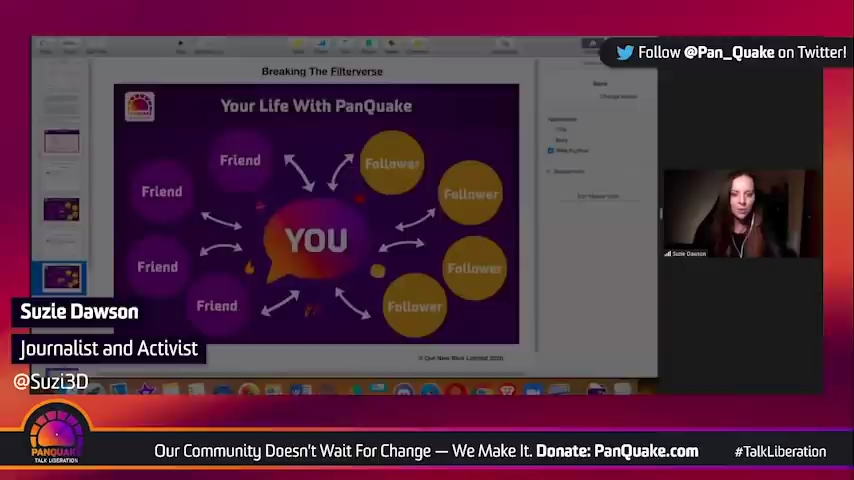 Follow @Pan_Quake on Twitter!
Breaking The Filterverse
Your Life With PanQuake
Friend
Follower
Friend
Follower
YOU
Friend
Follower
Friend
Follower
Suzie Dawson
Suzie Dawson
Journalist and Activist
@Suzi3D
PANQUAKE
TALK LIBERATION
Our Community Doesn't Wait For Change — We Make It. Donate: PanQuake.com
#TalkLiberation